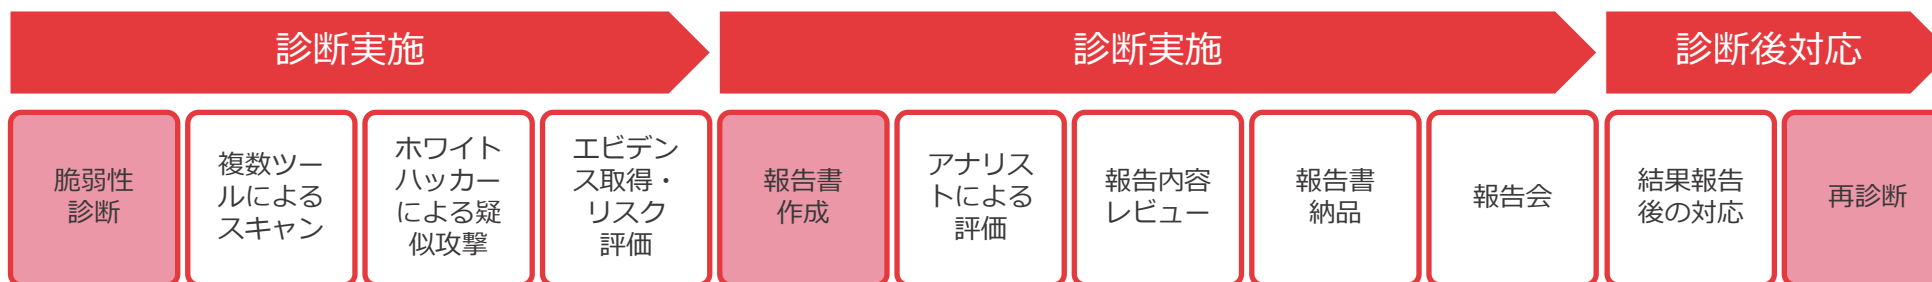 診断実施
診断実施
診断後対応
脆弱性
診断
複数ツー
ルによる
スキャン
ホワイト
ハッカー
による疑
似攻撃
エビデン
ス取得・
リスク
評価
報告書
作成
アナリス
トによる
評価
報告内容
レビュー
報告書
納品
報告会
結果報告
後の対応
再診断